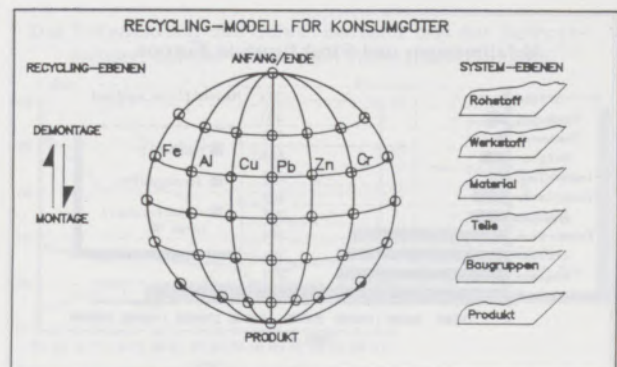 RECYCLING-MODELL FÜR KONSUMGÜTER
ANFANG/ENDE
RECYCLING-EBENEN
SYSTEM-EBENEN
Rohstoff
DEMONTAGE
Werkstoff
Fe Al Cu Pb Zn Cr
Material
MONTAGE
Teile
Baugruppen
Produkt
PRODUKT